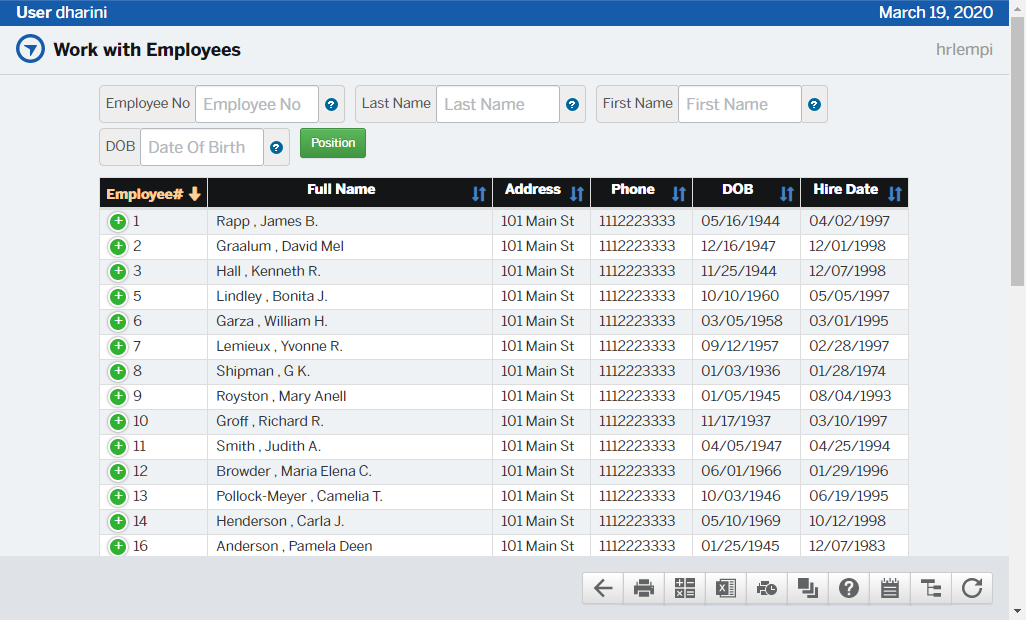 User dharini March 19, 2020
Work with Employees hrlempi
Employee No Employee No ? Last Name Last Name ? First Name First Name ?
DOB Date Of Birth ? Position
Employee# Full Name Address Phone DOB Hire Date
1 Rapp , James B. 101 Main St 1112223333 05/16/1944 04/02/1997
2 Graalum , David Mel 101 Main St 1112223333 12/16/1947 12/01/1998
3 Hall , Kenneth R. 101 Main St 1112223333 11/25/1944 12/07/1998
5 Lindley , Bonita J. 101 Main St 1112223333 10/10/1960 05/05/1997
6 Garza , William H. 101 Main St 1112223333 03/05/1958 03/01/1995
7 Lemieux , Yvonne R. 101 Main St 1112223333 09/12/1957 02/28/1997
8 Shipman , G K. 101 Main St 1112223333 01/03/1936 01/28/1974
9 Royston , Mary Anell 101 Main St 1112223333 01/05/1945 08/04/1993
10 Groff , Richard R. 101 Main St 1112223333 11/17/1937 03/10/1997
11 Smith , Judith A. 101 Main St 1112223333 04/05/1947 04/25/1994
12 Browder , Maria Elena C. 101 Main St 1112223333 06/01/1966 01/29/1996
13 Pollock-Meyer , Camelia T. 101 Main St 1112223333 10/03/1946 06/19/1995
14 Henderson , Carla J. 101 Main St 1112223333 05/10/1969 10/12/1998
16 Anderson , Pamela Deen 101 Main St 1112223333 01/25/1945 12/07/1983